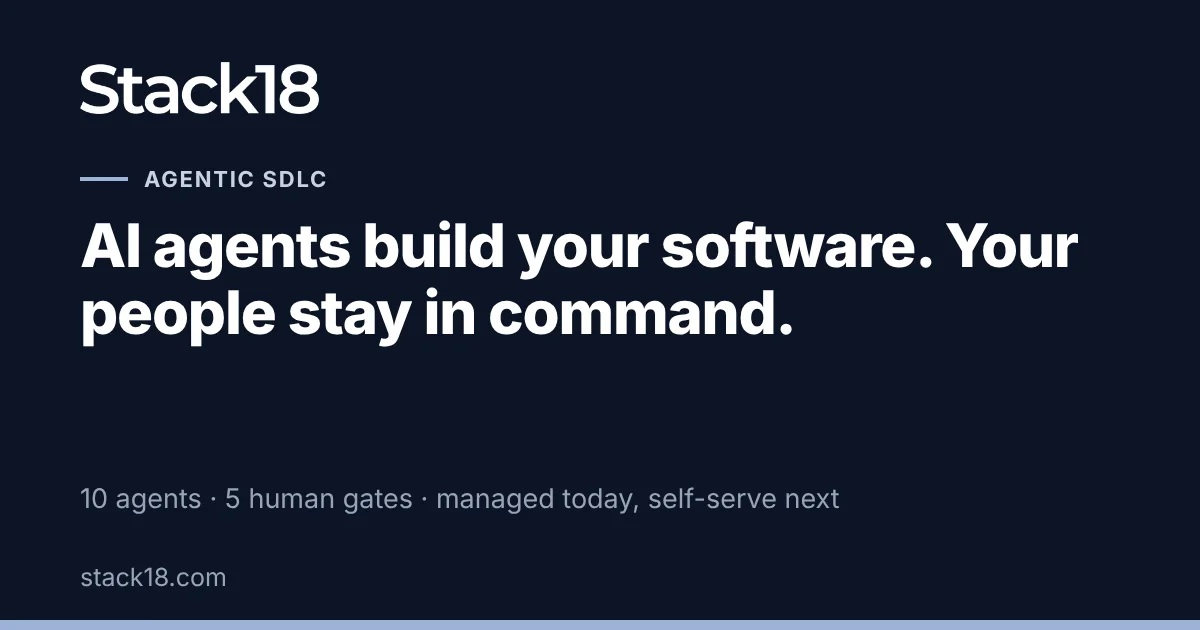 Stack18
AGENTIC SDLC
AI agents build your software. Your
people stay in command.
10 agents · 5 human gates · managed today, self-serve next
stack18.com